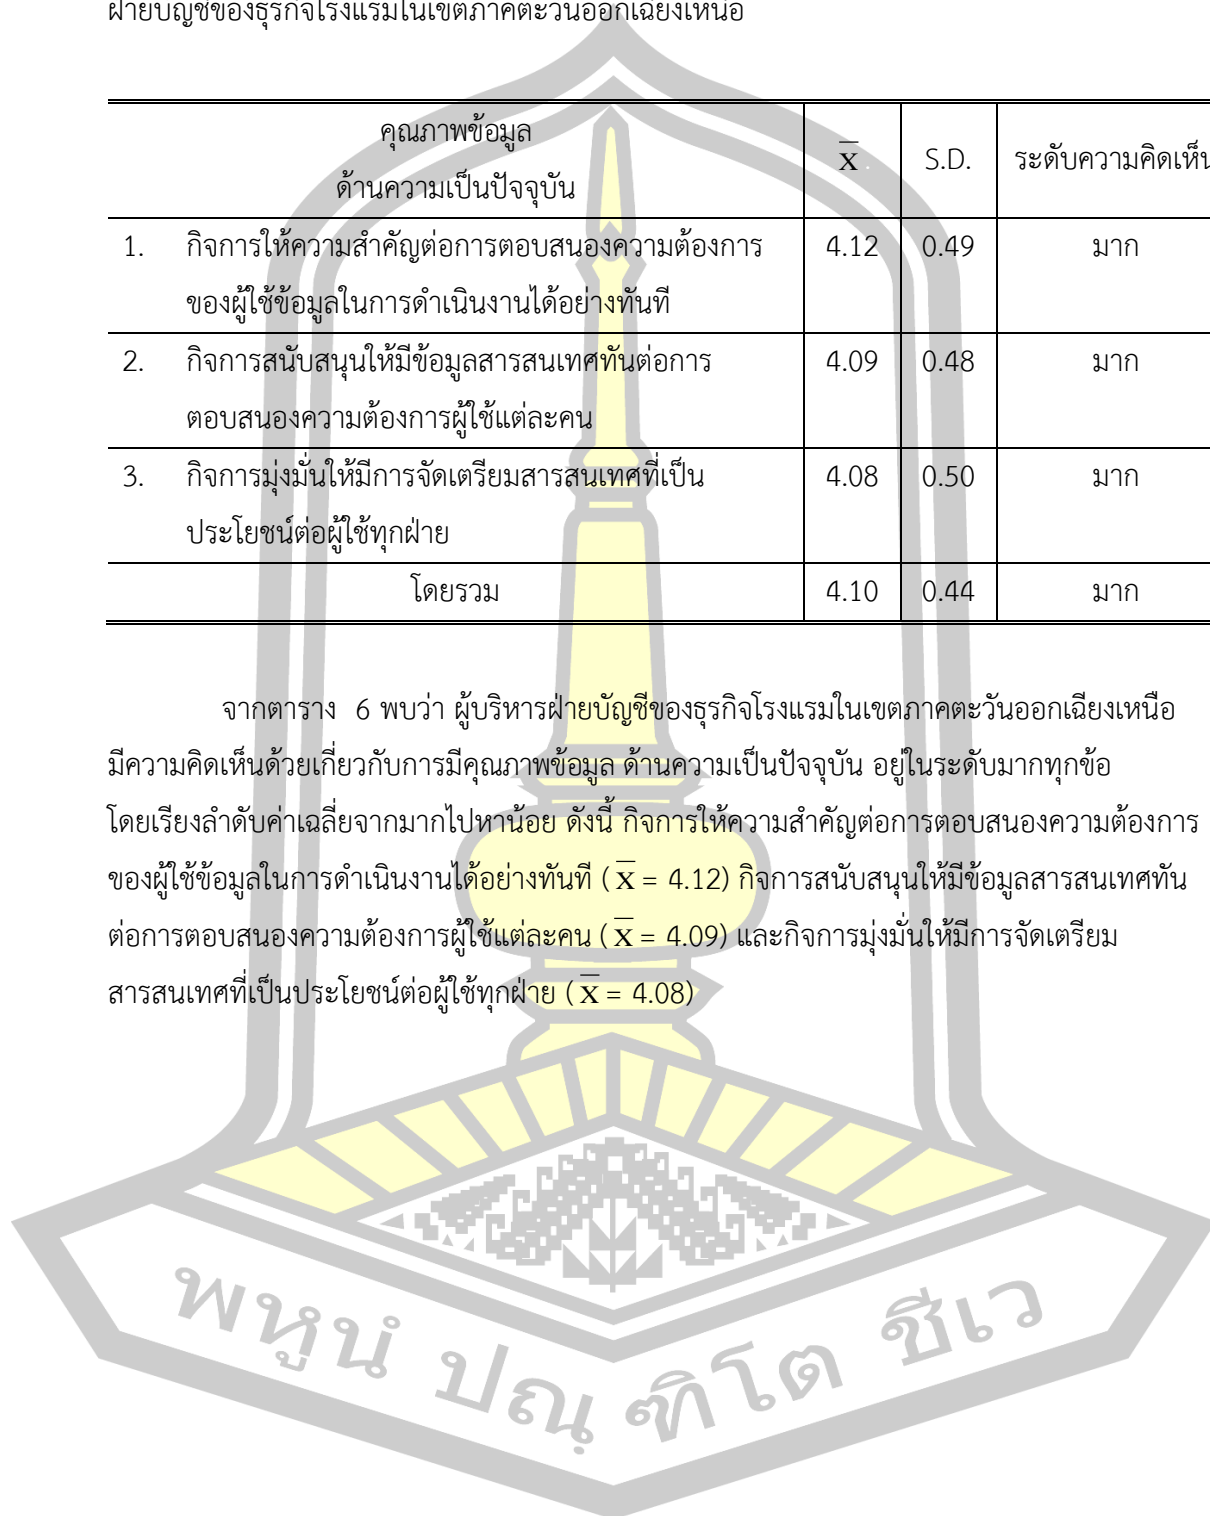 ฝ่ายบัญชีของธุรกิจโรงแรมในเขตภาคตะวันออกเฉียงเหนือ
คุณภาพข้อมูล
ด้านความเป็นปัจจุบัน
x̄ S.D. ระดับความคิดเห็น
1. กิจการให้ความสำคัญต่อการตอบสนองความต้องการ 4.12 0.49 มาก
ของผู้ใช้ข้อมูลในการดำเนินงานได้อย่างทันที
2. กิจการสนับสนุนให้มีข้อมูลสารสนเทศทันต่อการ 4.09 0.48 มาก
ตอบสนองความต้องการผู้ใช้แต่ละคน
3. กิจการมุ่งมั่นให้มีการจัดเตรียมสารสนเทศที่เป็น 4.08 0.50 มาก
ประโยชน์ต่อผู้ใช้ทุกฝ่าย
โดยรวม 4.10 0.44 มาก
จากตาราง 6 พบว่า ผู้บริหารฝ่ายบัญชีของธุรกิจโรงแรมในเขตภาคตะวันออกเฉียงเหนือ
มีความคิดเห็นด้วยเกี่ยวกับการมีคุณภาพข้อมูล ด้านความเป็นปัจจุบัน อยู่ในระดับมากทุกข้อ
โดยเรียงลำดับค่าเฉลี่ยจากมากไปหาน้อย ดังนี้ กิจการให้ความสำคัญต่อการตอบสนองความต้องการ
ของผู้ใช้ข้อมูลในการดำเนินงานได้อย่างทันที (x̄ = 4.12) กิจการสนับสนุนให้มีข้อมูลสารสนเทศทัน
ต่อการตอบสนองความต้องการผู้ใช้แต่ละคน (x̄ = 4.09) และกิจการมุ่งมั่นให้มีการจัดเตรียม
สารสนเทศที่เป็นประโยชน์ต่อผู้ใช้ทุกฝ่าย (x̄ = 4.08)
พหูนํ ปณฺฑิโต ชีเว